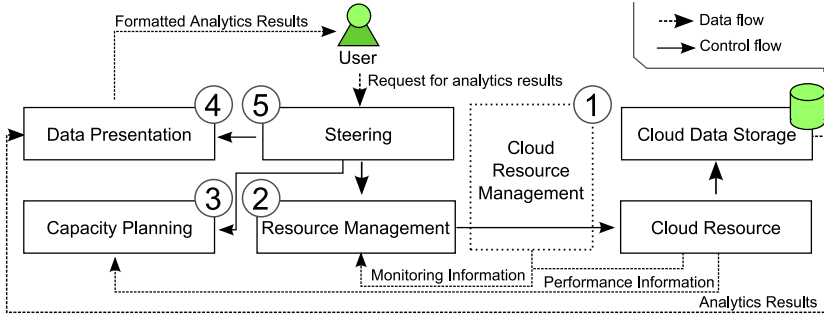 Formatted Analytics Results
User
Data flow
Control flow
Request for analytics results
4
5
1
Data Presentation
Steering
Cloud
Resource
Management
Cloud Data Storage
3
2
Capacity Planning
Resource Management
Cloud Resource
Monitoring Information
Performance Information
Analytics Results